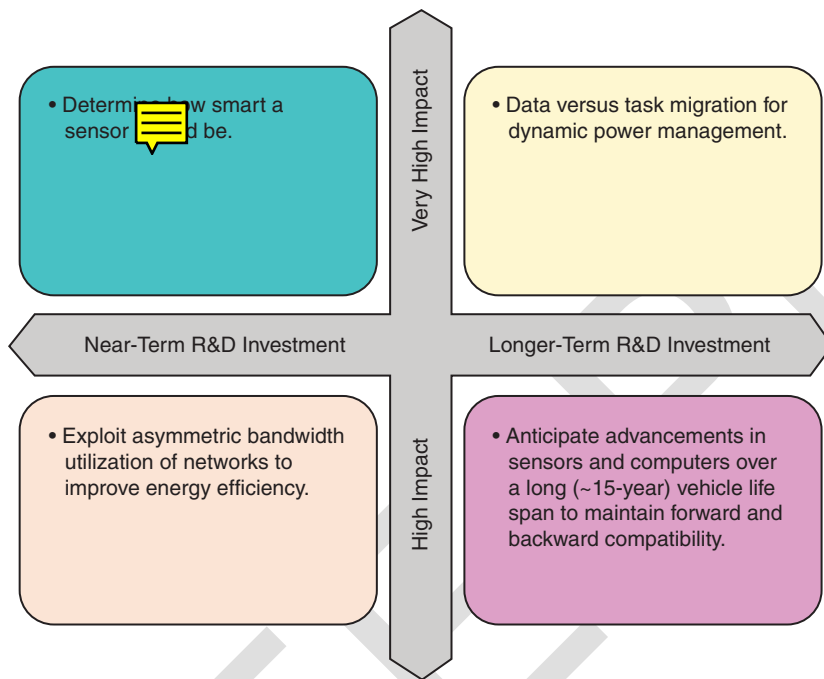 • Determine how smart a
sensor be.
Very High Impact
• Data versus task migration for
dynamic power management.
Near-Term R&D Investment
Longer-Term R&D Investment
• Exploit asymmetric bandwidth
utilization of networks to
improve energy efficiency.
High Impact
• Anticipate advancements in
sensors and computers over
a long (~15-year) vehicle life
span to maintain forward and
backward compatibility.